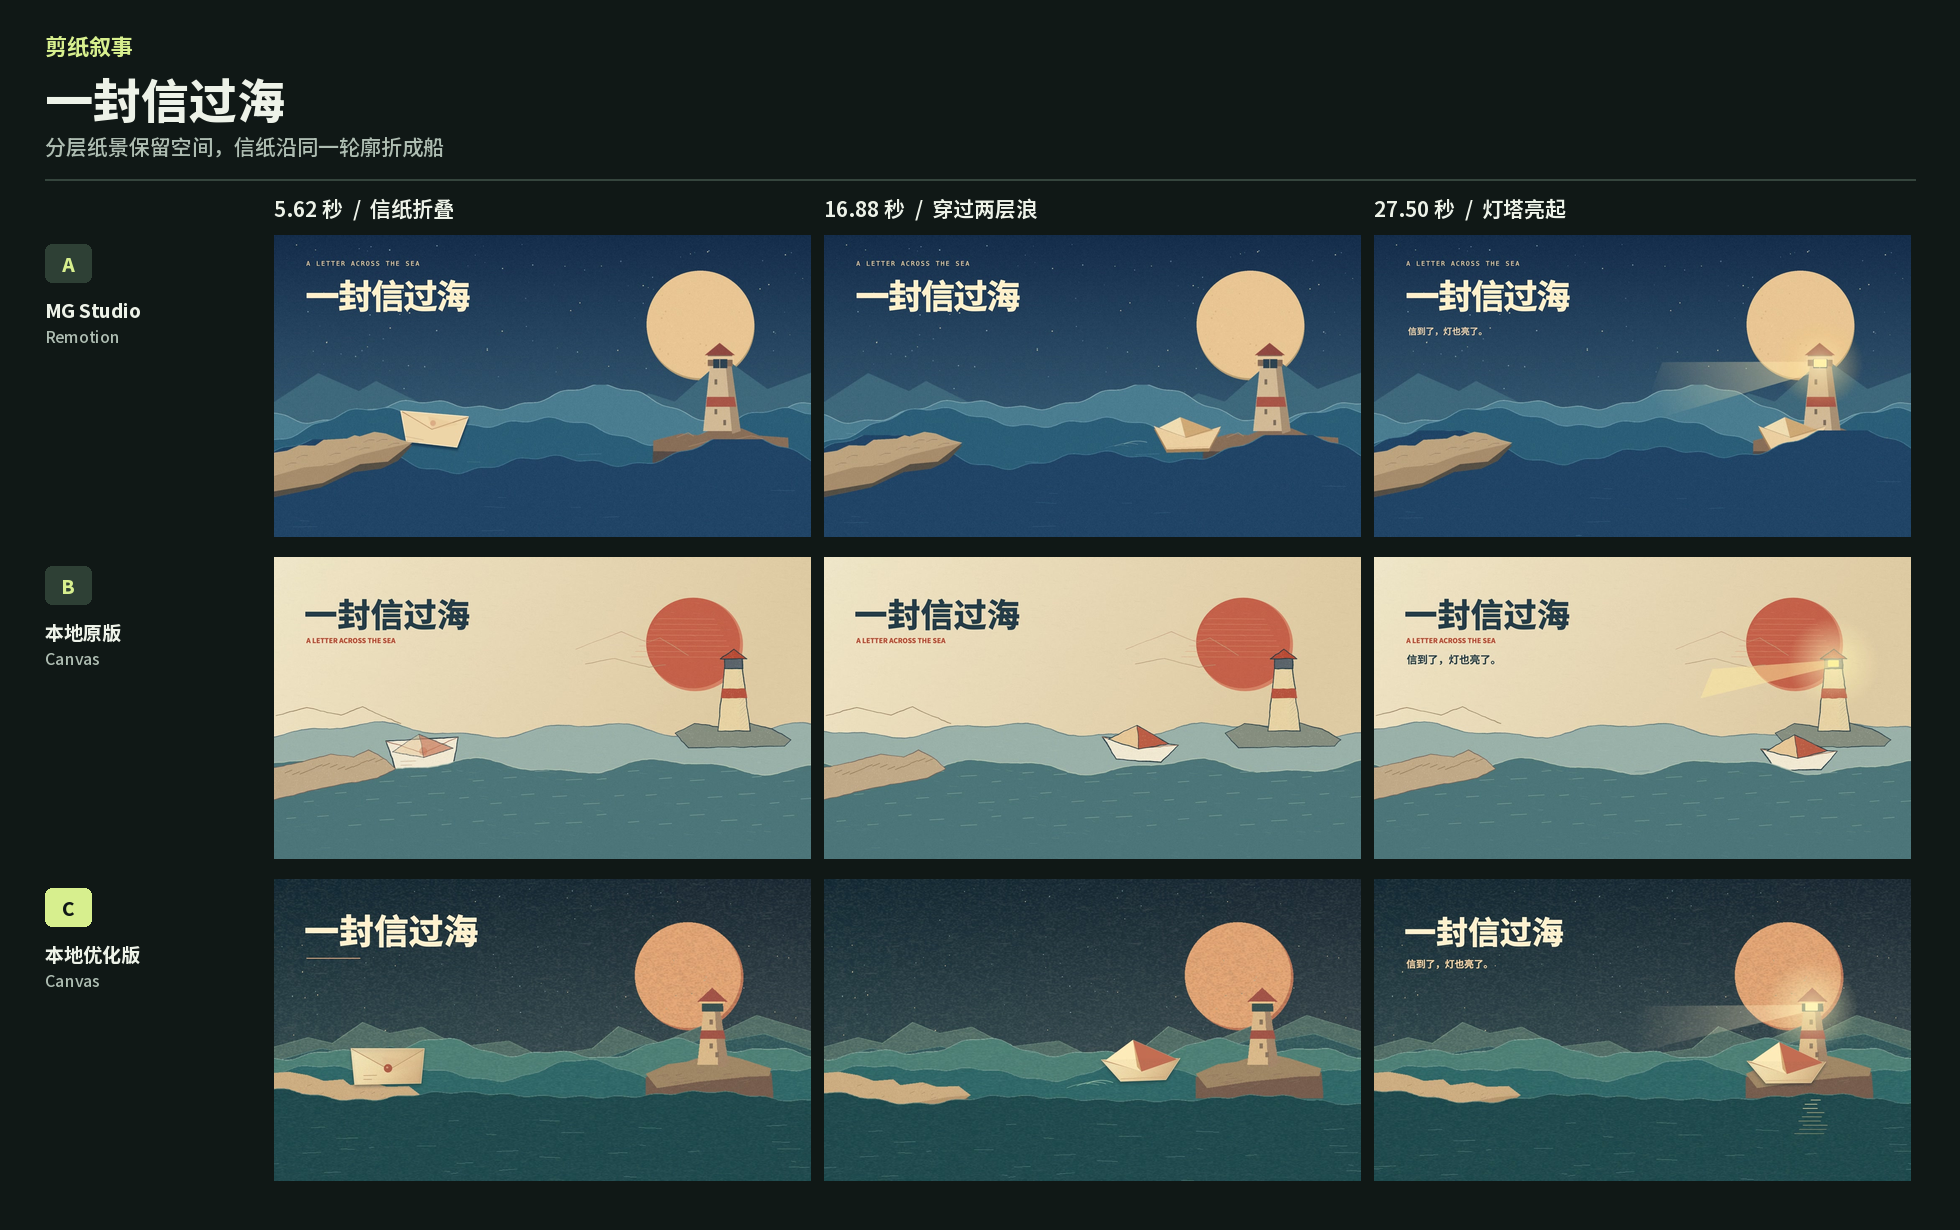 剪纸叙事
一封信过海
分层纸景保留空间，信纸沿同一轮廓折成船
5.62 秒 / 信纸折叠
16.88 秒 / 穿过两层浪
27.50 秒 / 灯塔亮起
A
MG Studio
Remotion
A LETTER ACROSS THE SEA
一封信过海
A LETTER ACROSS THE SEA
一封信过海
A LETTER ACROSS THE SEA
一封信过海
信到了，灯也亮了。
B
本地原版
Canvas
一封信过海
A LETTER ACROSS THE SEA
一封信过海
A LETTER ACROSS THE SEA
一封信过海
A LETTER ACROSS THE SEA
信到了，灯也亮了。
C
本地优化版
Canvas
一封信过海
一封信过海
信到了，灯也亮了。